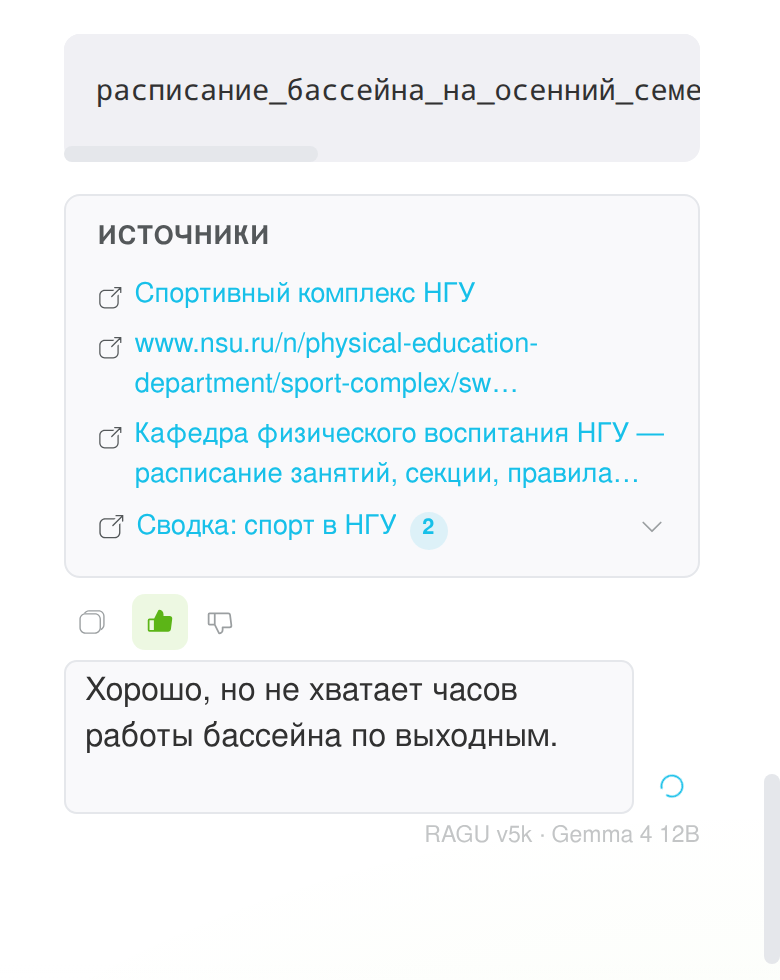 расписание_бассейна_на_осенний_семе
ИСТОЧНИКИ
Спортивный комплекс НГУ
www.nsu.ru/n/physical-education-
department/sport-complex/sw…
Кафедра физического воспитания НГУ —
расписание занятий, секции, правила…
Сводка: спорт в НГУ 2
Хорошо, но не хватает часов
работы бассейна по выходным.
RAGU v5k · Gemma 4 12B